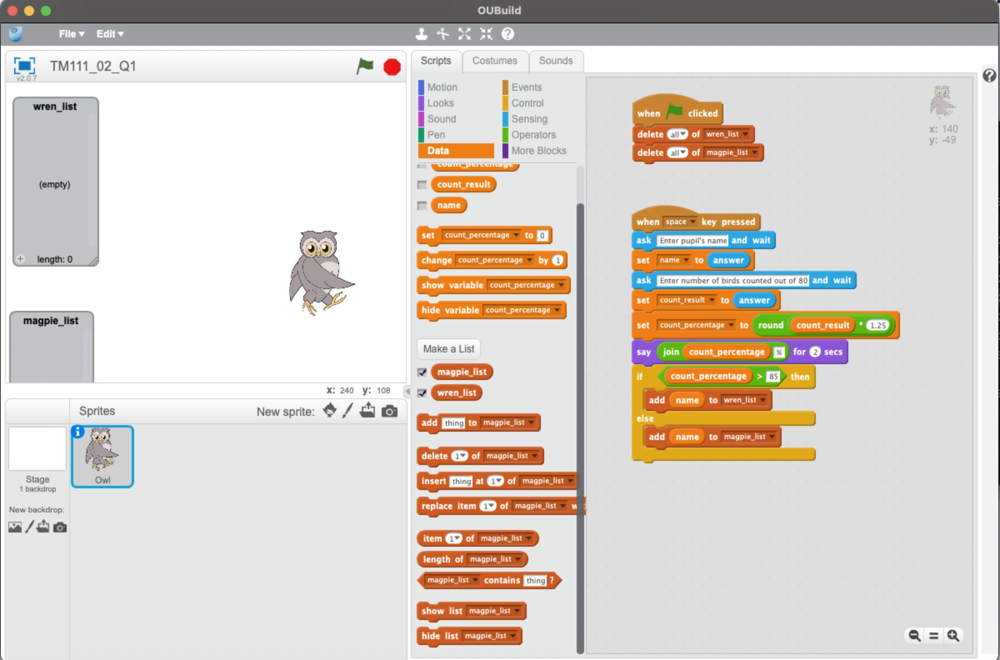 OUBuild
File Edit
TM111_02_Q1
v2.0.7
wren_list
(empty)
+ length: 0
magpie_list
x: 240 y: 108
Sprites
New sprite:
Owl
Stage
1 backdrop
New backdrop:
Scripts Costumes Sounds
Motion Events
Looks Control
Sound Sensing
Pen Operators
Data More Blocks
count_percentage
count_result
name
set count_percentage to 0
change count_percentage by 1
show variable count_percentage
hide variable count_percentage
Make a List
magpie_list
wren_list
add thing to magpie_list
delete 1 of magpie_list
insert thing at 1 of magpie_list
replace item 1 of magpie_list
item 1 of magpie_list
length of magpie_list
magpie_list contains thing ?
show list magpie_list
hide list magpie_list
when clicked
delete all of wren_list
delete all of magpie_list
x: 140
y: -49
when space key pressed
ask Enter pupil's name and wait
set name to answer
ask Enter number of birds counted out of 80 and wait
set count_result to answer
set count_percentage to round count_result * 1.25
say join count_percentage % for 2 secs
if count_percentage > 85 then
add name to wren_list
else
add name to magpie_list